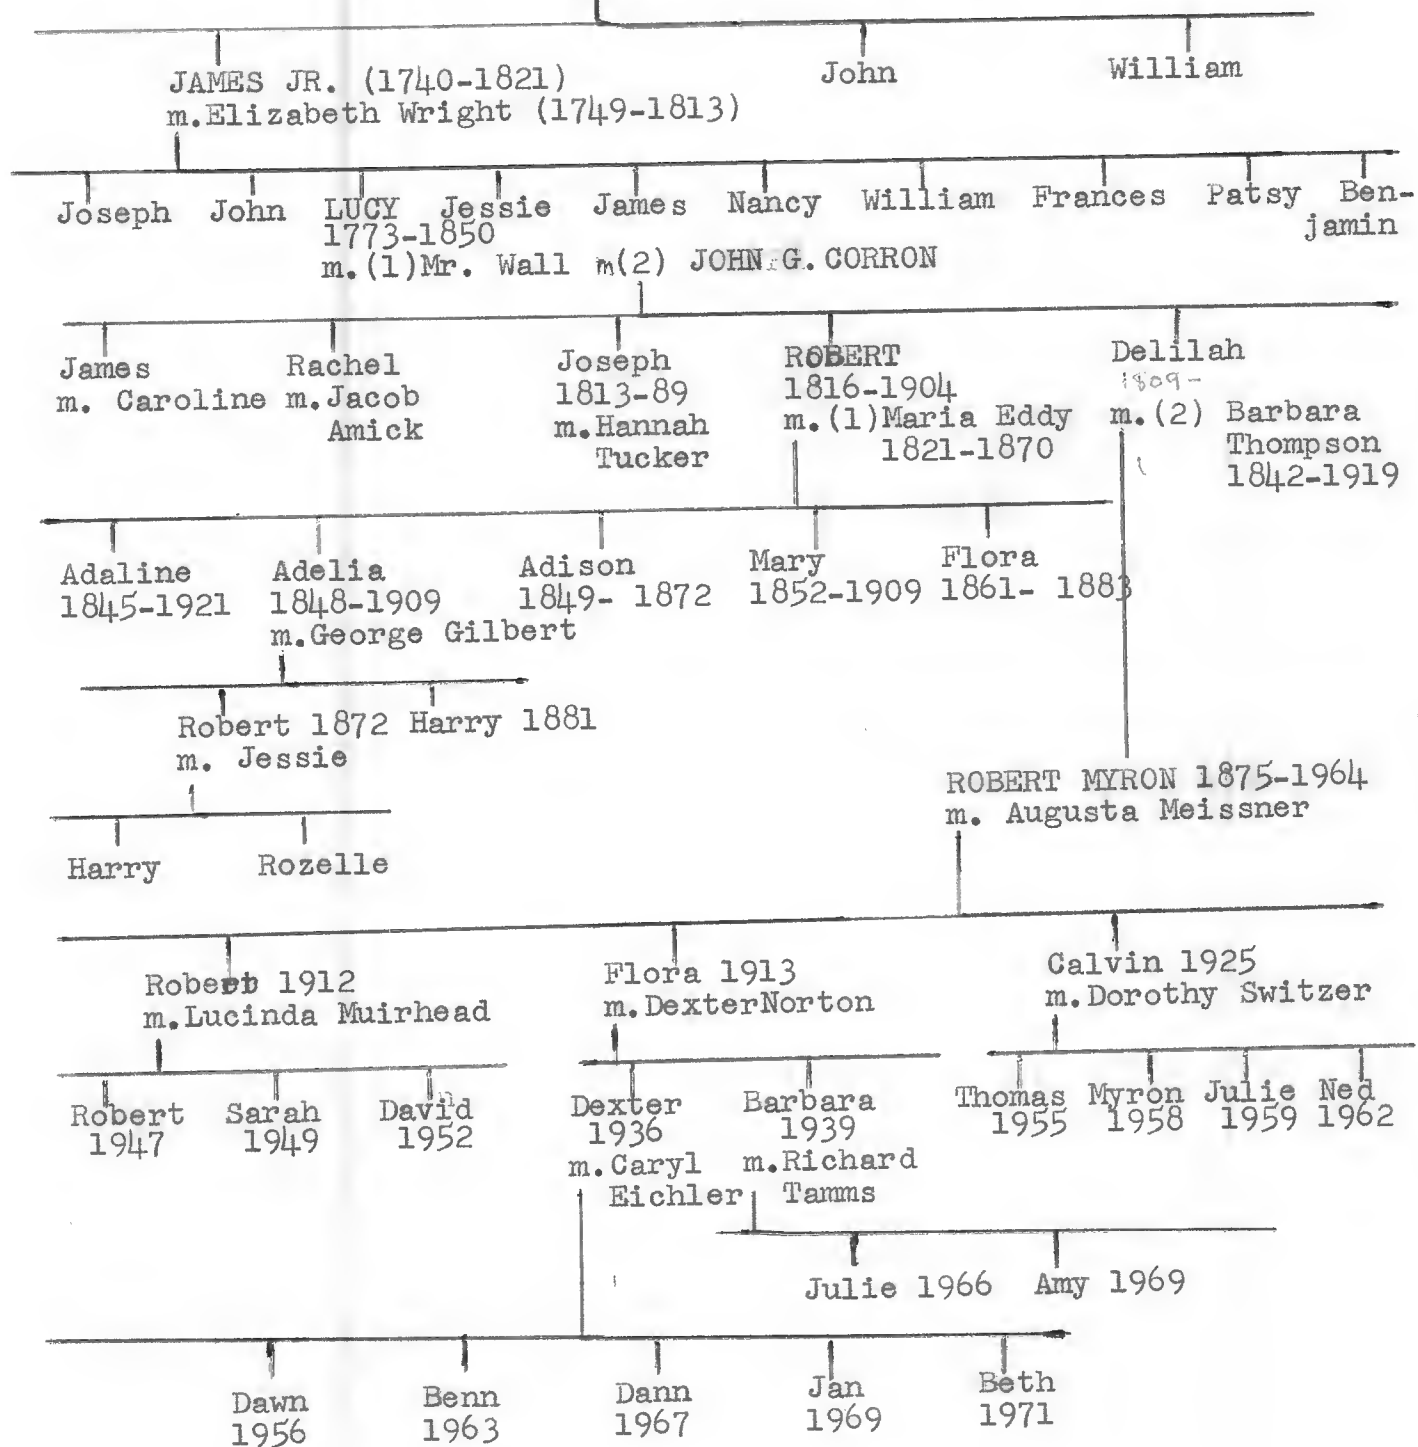 JAMES JR. (1740-1821) John William
m.Elizabeth Wright (1749-1813)
Joseph John LUCY Jessie James Nancy William Frances Patsy Ben-
1773-1850 jamin
m.(1)Mr. Wall m(2) JOHN G. CORRON
James Rachel Joseph ROBERT Delilah
1813-89 1816-1904 1809-
m. Caroline m.Jacob m.Hannah m.(1)Maria Eddy m.(2) Barbara
Amick Tucker 1821-1870 Thompson
1842-1919
Adaline Adelia Adison Mary Flora
1845-1921 1848-1909 1849- 1872 1852-1909 1861- 1883
m.George Gilbert
Robert 1872 Harry 1881
m. Jessie
ROBERT MYRON 1875-1964
m. Augusta Meissner
Harry Rozelle
Robert 1912 Flora 1913 Calvin 1925
m.Lucinda Muirhead m.DexterNorton m.Dorothy Switzer
Robert Sarah David Dexter Barbara Thomas Myron Julie Ned
1947 1949 1952 1936 1939 1955 1958 1959 1962
m.Caryl m.Richard
Eichler Tamms
Julie 1966 Amy 1969
Dawn Benn Dann Jan Beth
1956 1963 1967 1969 1971